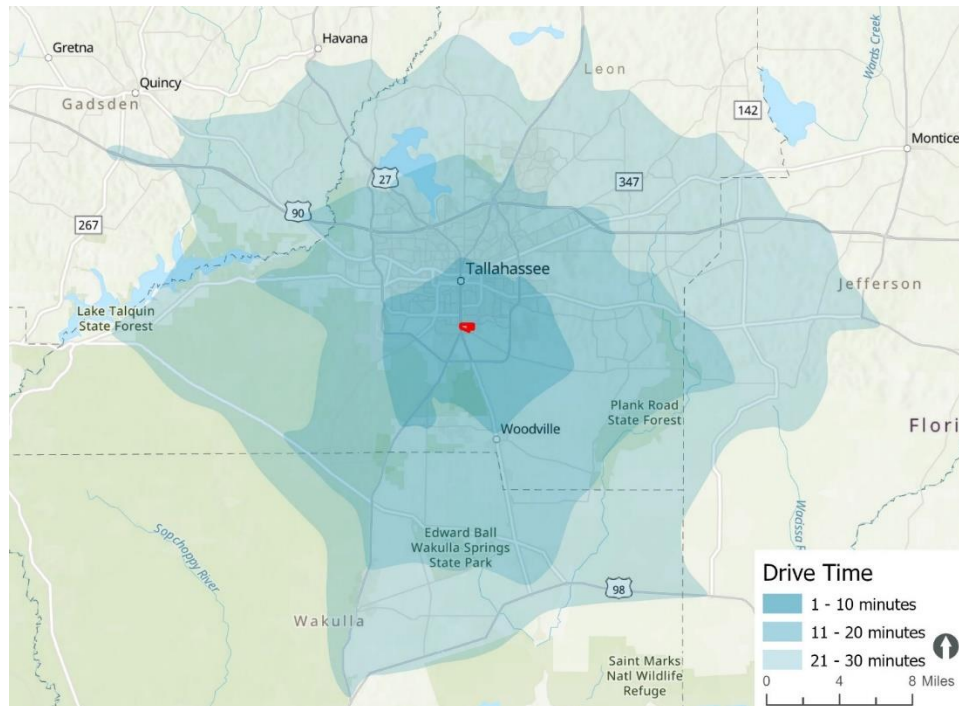 Havana
Gretna
Leon
Quincy
Gadsden
Words Creek
142
Montice
27
347
90
267
Tallahassee
Jefferson
Lake Talquin
State Forest
Plank Road
State Forest
Woodville
Flori
Sopchoppy River
Edward Ball
Wakulla Springs
State Park
Wakulla
98
Saint Marks
Natl Wildlife
Refuge
Drive Time
1 - 10 minutes
11 - 20 minutes
21 - 30 minutes
0 4 8 Miles